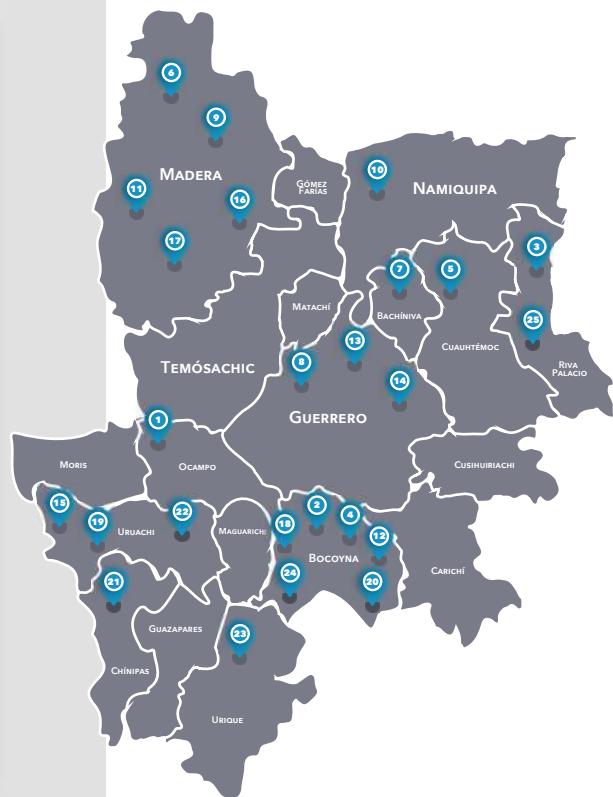 6
9
MADERA
11
16
17
GÓMEZ
FARÍAS
10
NAMIQUIPA
3
7
5
BACHÍNIVA
MATACHÍ
25
CUAUHTÉMOC
RIVA
PALACIO
13
8
TEMÓSACHIC
14
GUERRERO
1
MORIS
OCAMPO
CUSIHUIRIACHI
15
19
URUACHI
22
MAGUARICHI
18
2
4
12
BOCOYNA
24
20
CARICHÍ
21
GUAZAPARES
23
CHÍNIPAS
URIQUE